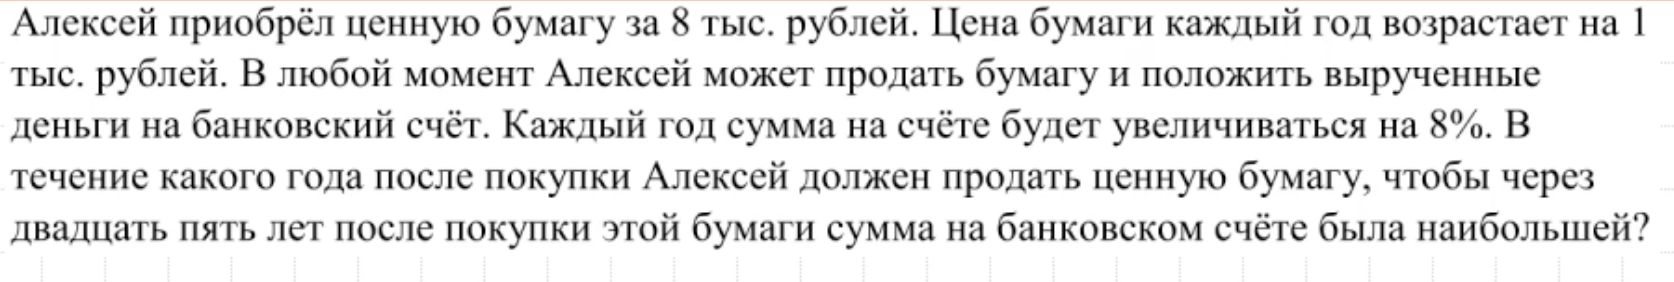 Алексей приобрёл ценную бумагу за 8 тыс. рублей. Цена бумаги каждый год возрастает на 1
тыс. рублей. В любой момент Алексей может продать бумагу и положить вырученные
деньги на банковский счёт. Каждый год сумма на счёте будет увеличиваться на 8%. В
течение какого года после покупки Алексей должен продать ценную бумагу, чтобы через
двадцать пять лет после покупки этой бумаги сумма на банковском счёте была наибольшей?